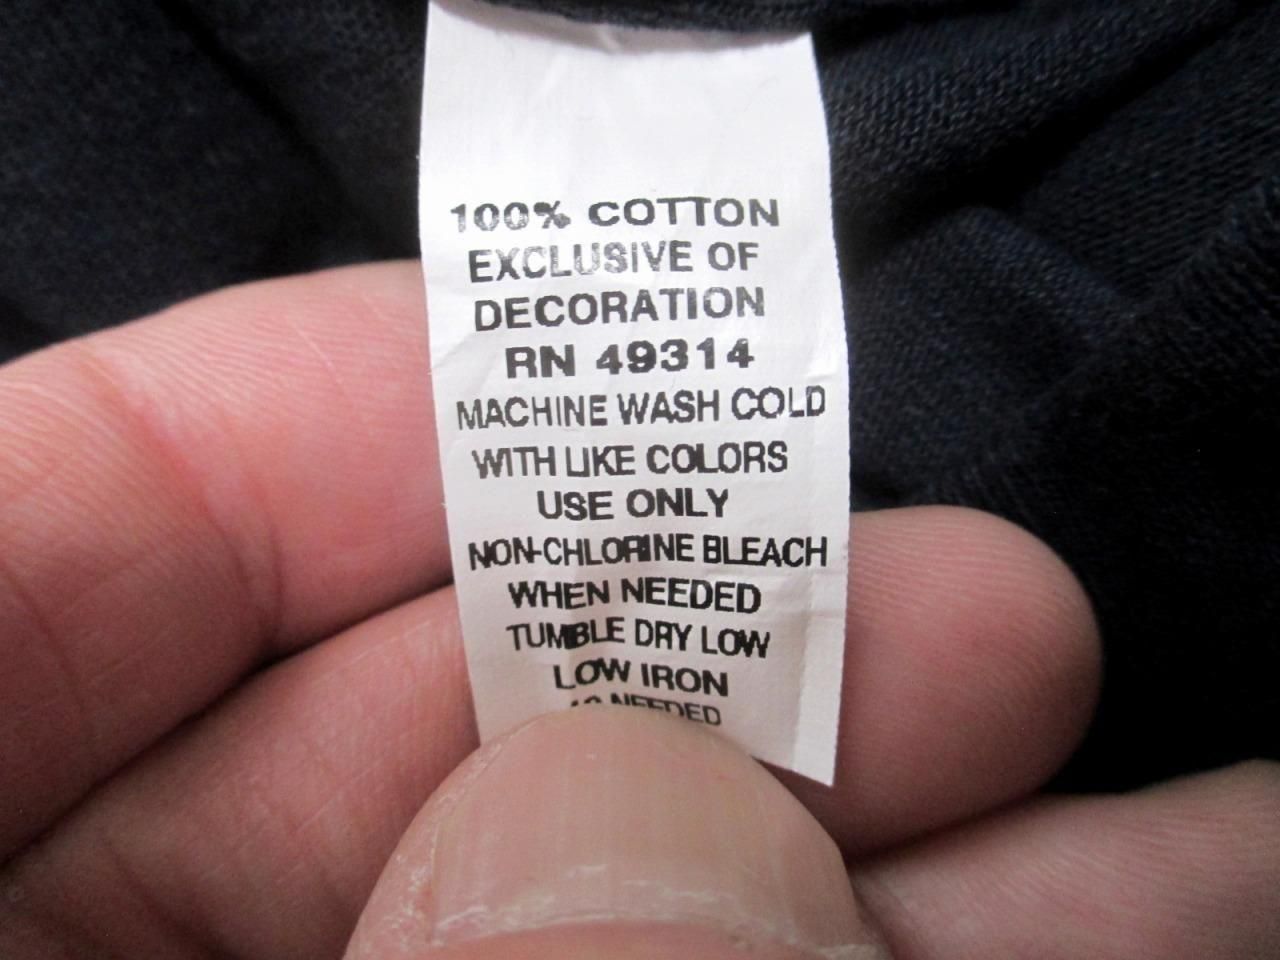 100% COTTON
EXCLUSIVE OF
DECORATION
RN 49314
MACHINE WASH COLD
WITH LIKE COLORS
USE ONLY
NON-CHLORINE BLEACH
WHEN NEEDED
TUMBLE DRY LOW
LOW IRON
NEEDED